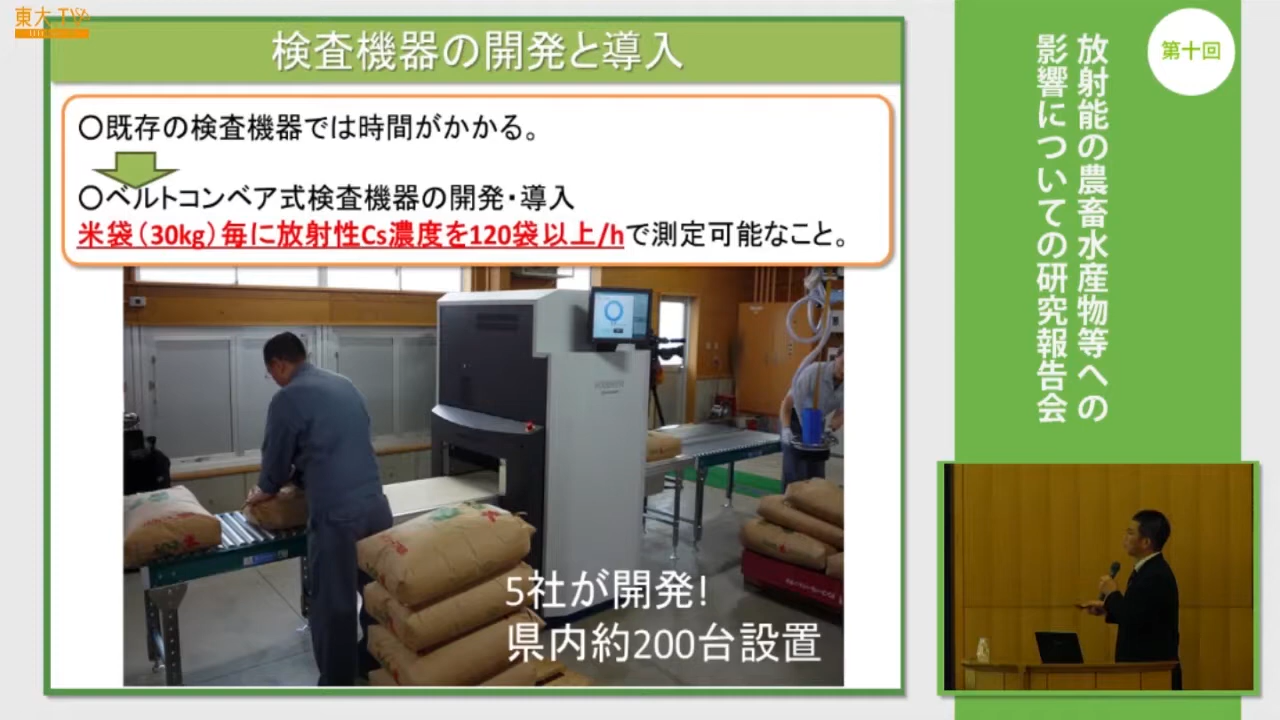 東大TV
検査機器の開発と導入
〇既存の検査機器では時間がかかる。
〇ベルトコンベア式検査機器の開発・導入
米袋（30kg）毎に放射性Cs濃度を120袋以上/hで測定可能なこと。
5社が開発!
県内約200台設置
第十回
放射能の農畜水産物等への
影響についての研究報告会